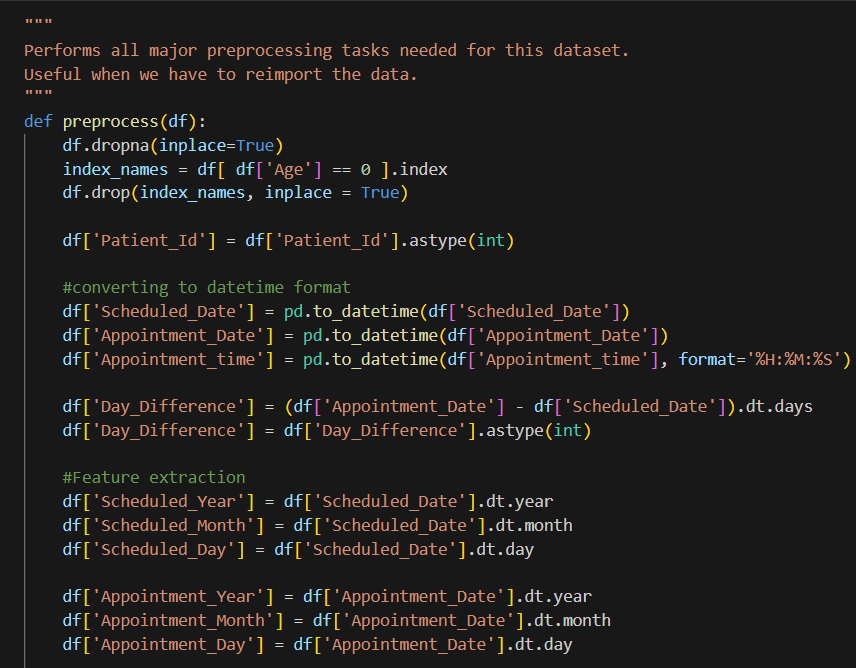 """
Performs all major preprocessing tasks needed for this dataset.
Useful when we have to reimport the data.
"""
def preprocess(df):
    df.dropna(inplace=True)
    index_names = df[ df['Age'] == 0 ].index
    df.drop(index_names, inplace = True)

    df['Patient_Id'] = df['Patient_Id'].astype(int)

    #converting to datetime format
    df['Scheduled_Date'] = pd.to_datetime(df['Scheduled_Date'])
    df['Appointment_Date'] = pd.to_datetime(df['Appointment_Date'])
    df['Appointment_time'] = pd.to_datetime(df['Appointment_time'], format='%H:%M:%S')

    df['Day_Difference'] = (df['Appointment_Date'] - df['Scheduled_Date']).dt.days
    df['Day_Difference'] = df['Day_Difference'].astype(int)

    #Feature extraction
    df['Scheduled_Year'] = df['Scheduled_Date'].dt.year
    df['Scheduled_Month'] = df['Scheduled_Date'].dt.month
    df['Scheduled_Day'] = df['Scheduled_Date'].dt.day

    df['Appointment_Year'] = df['Appointment_Date'].dt.year
    df['Appointment_Month'] = df['Appointment_Date'].dt.month
    df['Appointment_Day'] = df['Appointment_Date'].dt.day